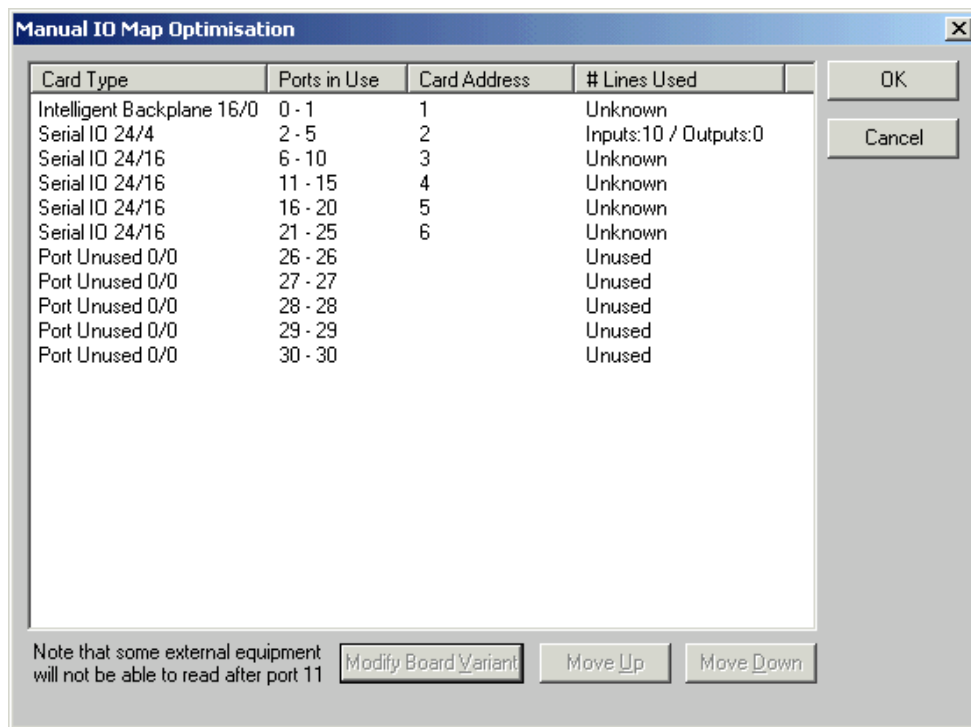 Manual IO Map Optimisation
Card Type Ports in Use Card Address # Lines Used
Intelligent Backplane 16/0 0 - 1 1 Unknown
Serial IO 24/4 2 - 5 2 Inputs:10 / Outputs:0
Serial IO 24/16 6 - 10 3 Unknown
Serial IO 24/16 11 - 15 4 Unknown
Serial IO 24/16 16 - 20 5 Unknown
Serial IO 24/16 21 - 25 6 Unknown
Port Unused 0/0 26 - 26 Unused
Port Unused 0/0 27 - 27 Unused
Port Unused 0/0 28 - 28 Unused
Port Unused 0/0 29 - 29 Unused
Port Unused 0/0 30 - 30 Unused
OK
Cancel
Note that some external equipment
will not be able to read after port 11
Modify Board Variant
Move Up
Move Down